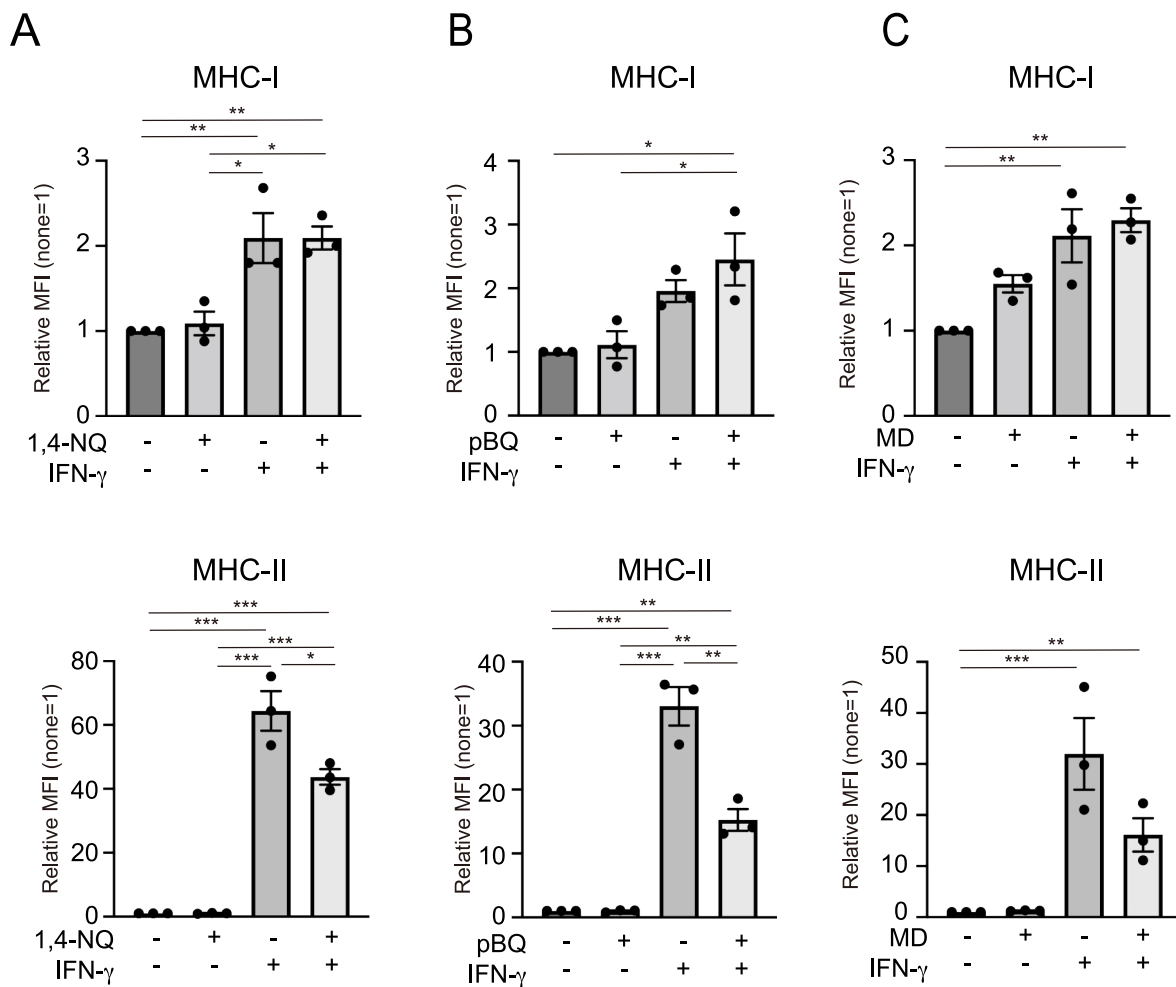 A
B
C
MHC-I
MHC-I
MHC-I
**
**
*
*
Relative MFI (none=1)
3
2
1
0
1,4-NQ - + - +
IFN-γ - - + +
*
*
Relative MFI (none=1)
4
3
2
1
0
pBQ - + - +
IFN-γ - - + +
**
**
Relative MFI (none=1)
3
2
1
0
MD - + - +
IFN-γ - - + +
MHC-II
MHC-II
MHC-II
***
***
***
***
*
Relative MFI (none=1)
80
60
40
20
0
1,4-NQ - + - +
IFN-γ - - + +
**
***
**
***
**
Relative MFI (none=1)
40
30
20
10
0
pBQ - + - +
IFN-γ - - + +
**
***
Relative MFI (none=1)
50
40
30
20
10
0
MD - + - +
IFN-γ - - + +